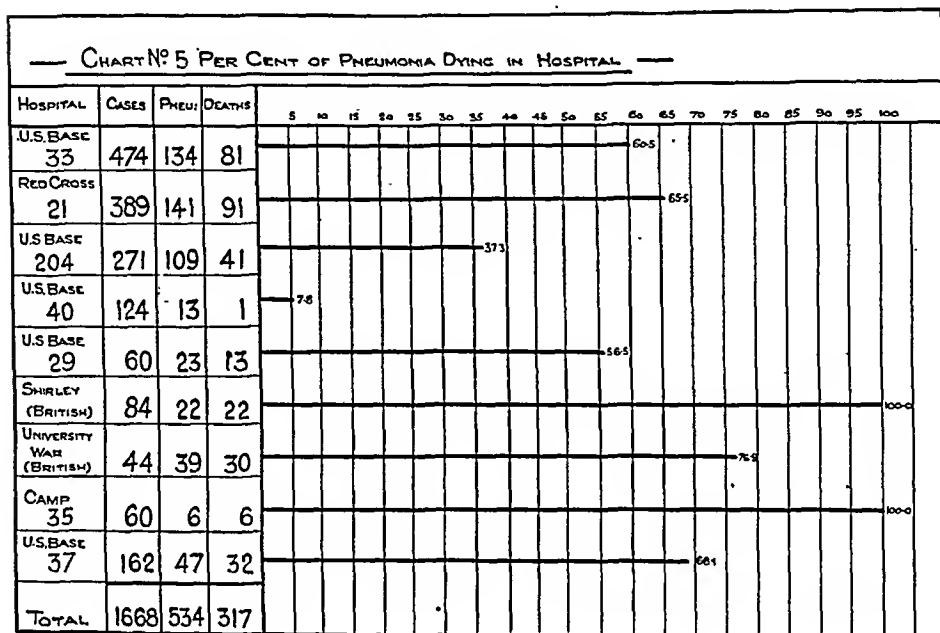 — CHART Nº 5 PER CENT OF PNEUMONIA DYING IN HOSPITAL —
HOSPITAL CASES PNEU: DEATHS 5 10 15 20 25 30 35 40 45 50 55 60 65 70 75 80 85 90 95 100
U.S. BASE 33 474 134 81 60.5
RED CROSS 21 389 141 91 65.5
U.S BASE 204 271 109 41 37.3
U.S. BASE 40 124 13 1 7.8
U.S BASE 29 60 23 13 56.5
SHIRLEY (BRITISH) 84 22 22 100.0
UNIVERSITY WAR (BRITISH) 44 39 30 76.9
CAMP 35 60 6 6 100.0
U.S. BASE 37 162 47 32 68.1
TOTAL 1668 534 317